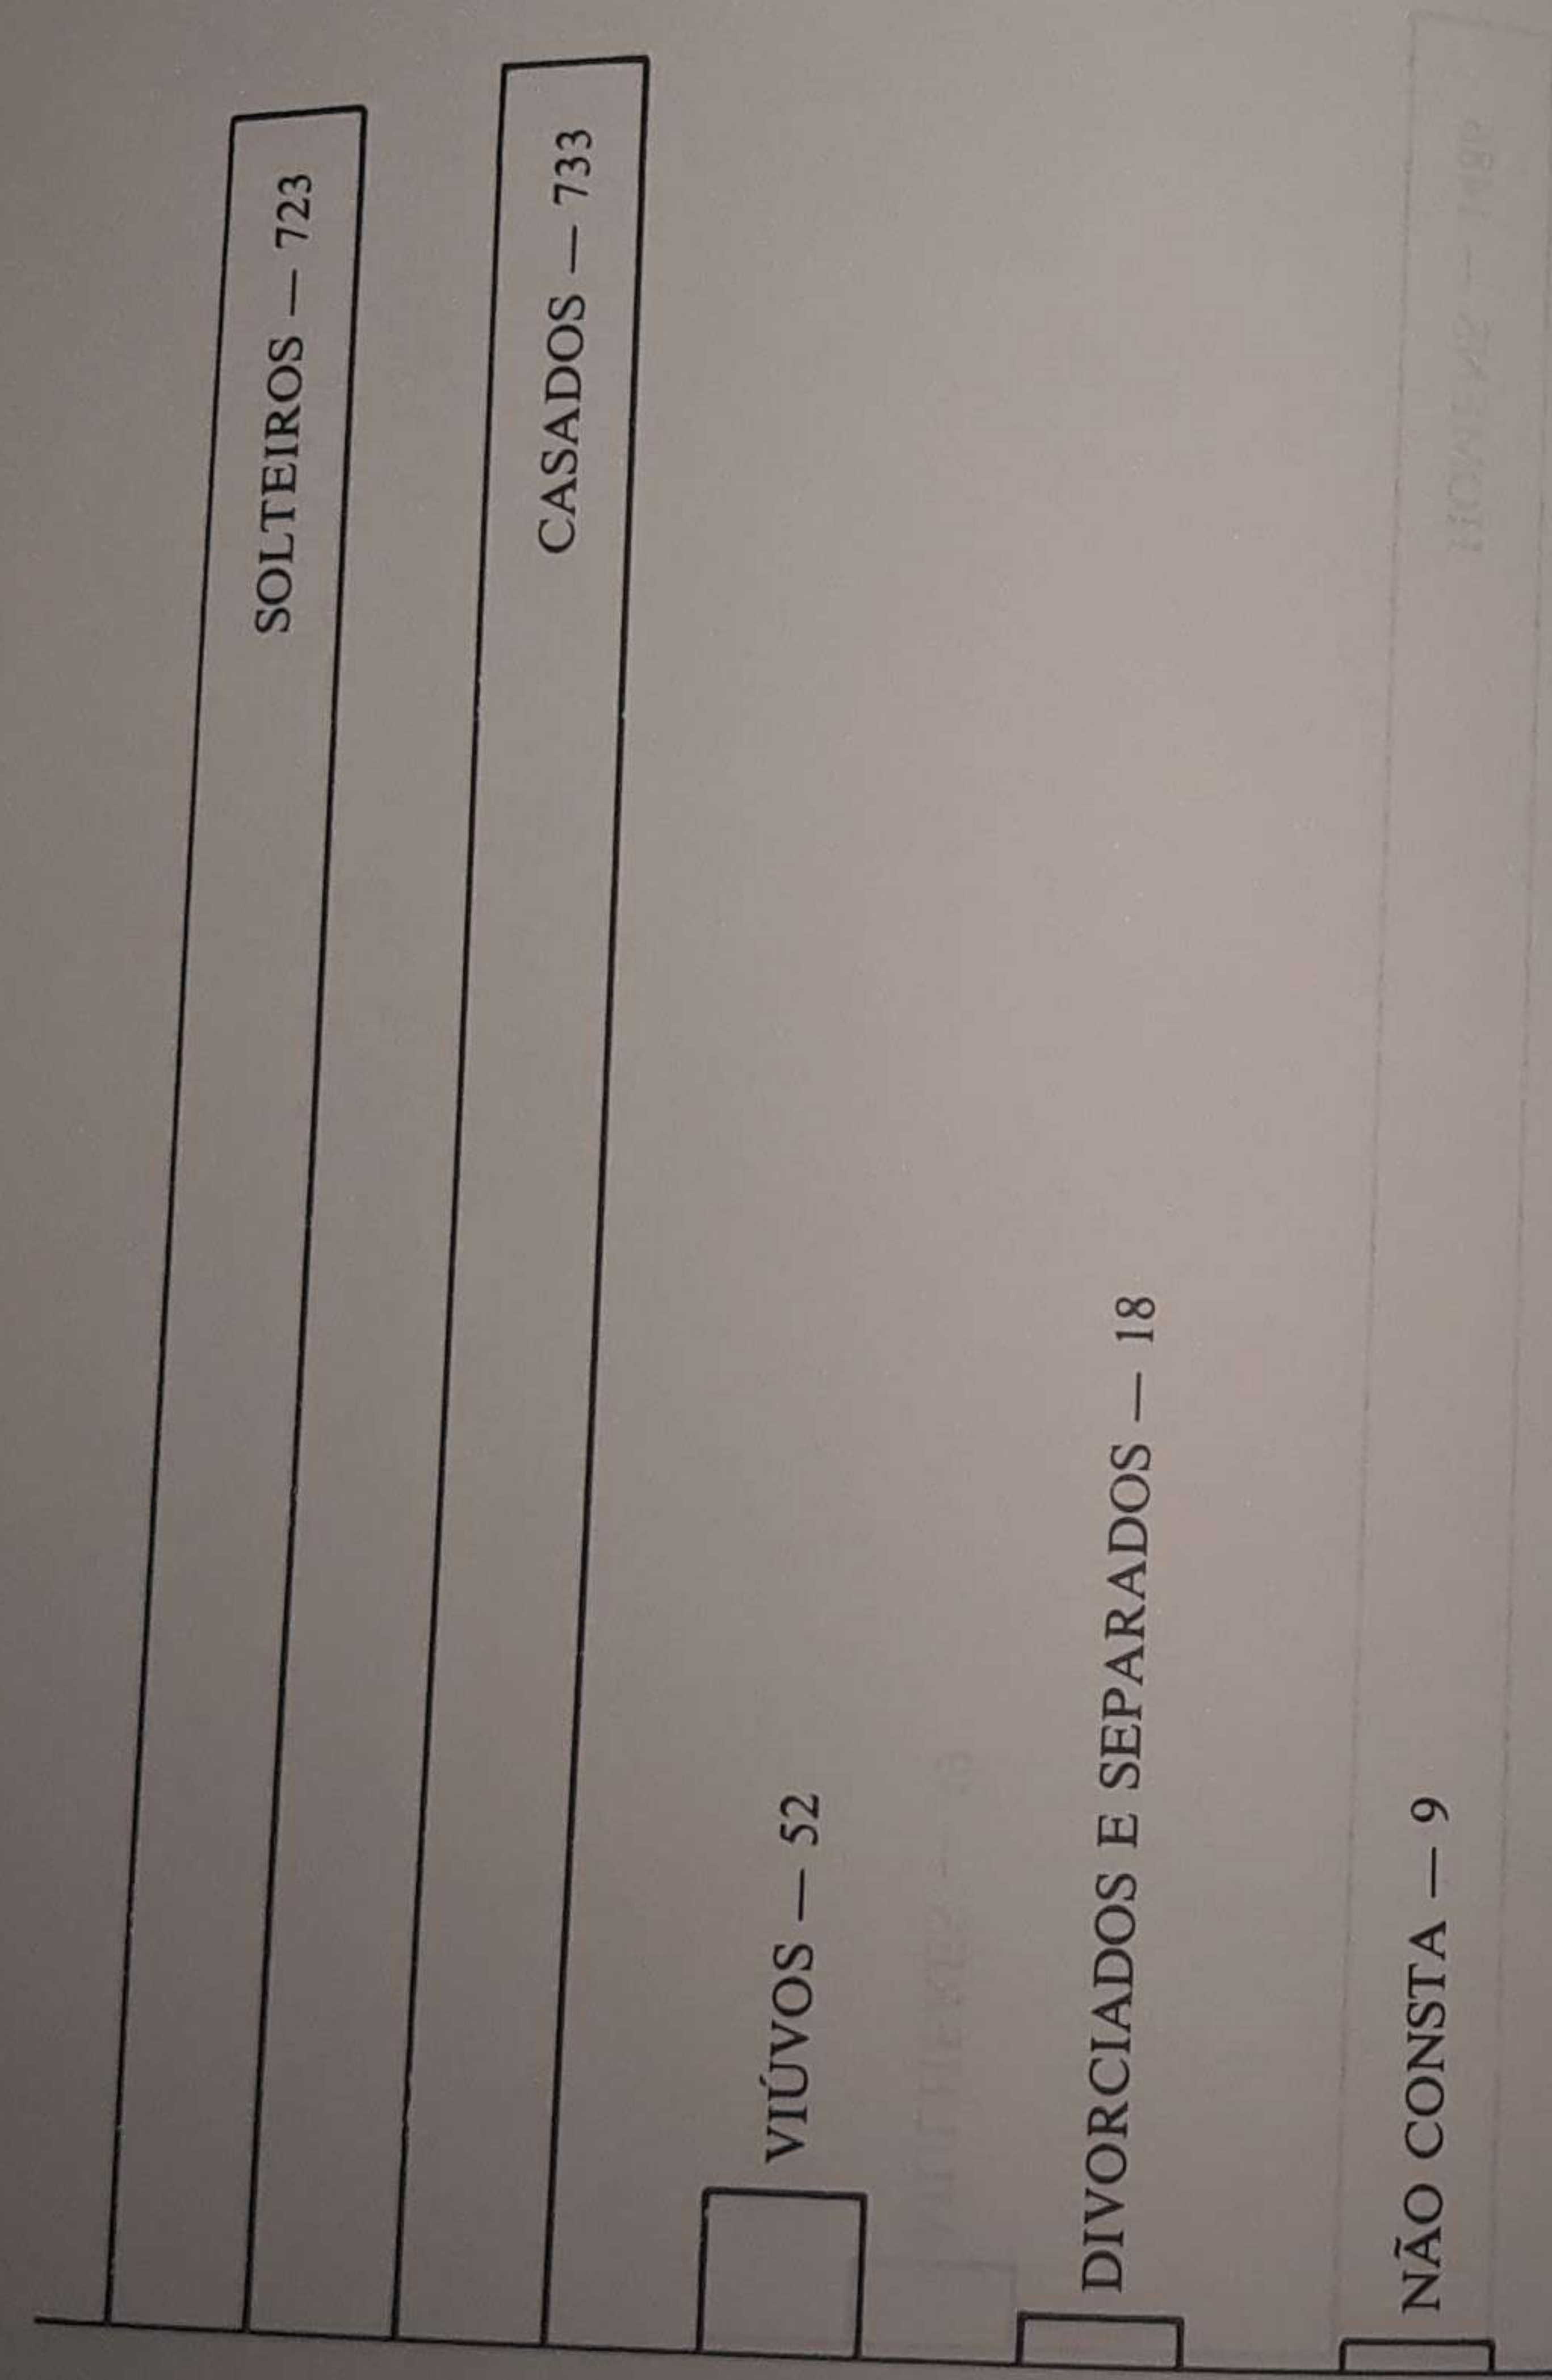 SOLTEIROS — 723
CASADOS — 733
VIÚVOS — 52
DIVORCIADOS E SEPARADOS — 18
NÃO CONSTA — 9